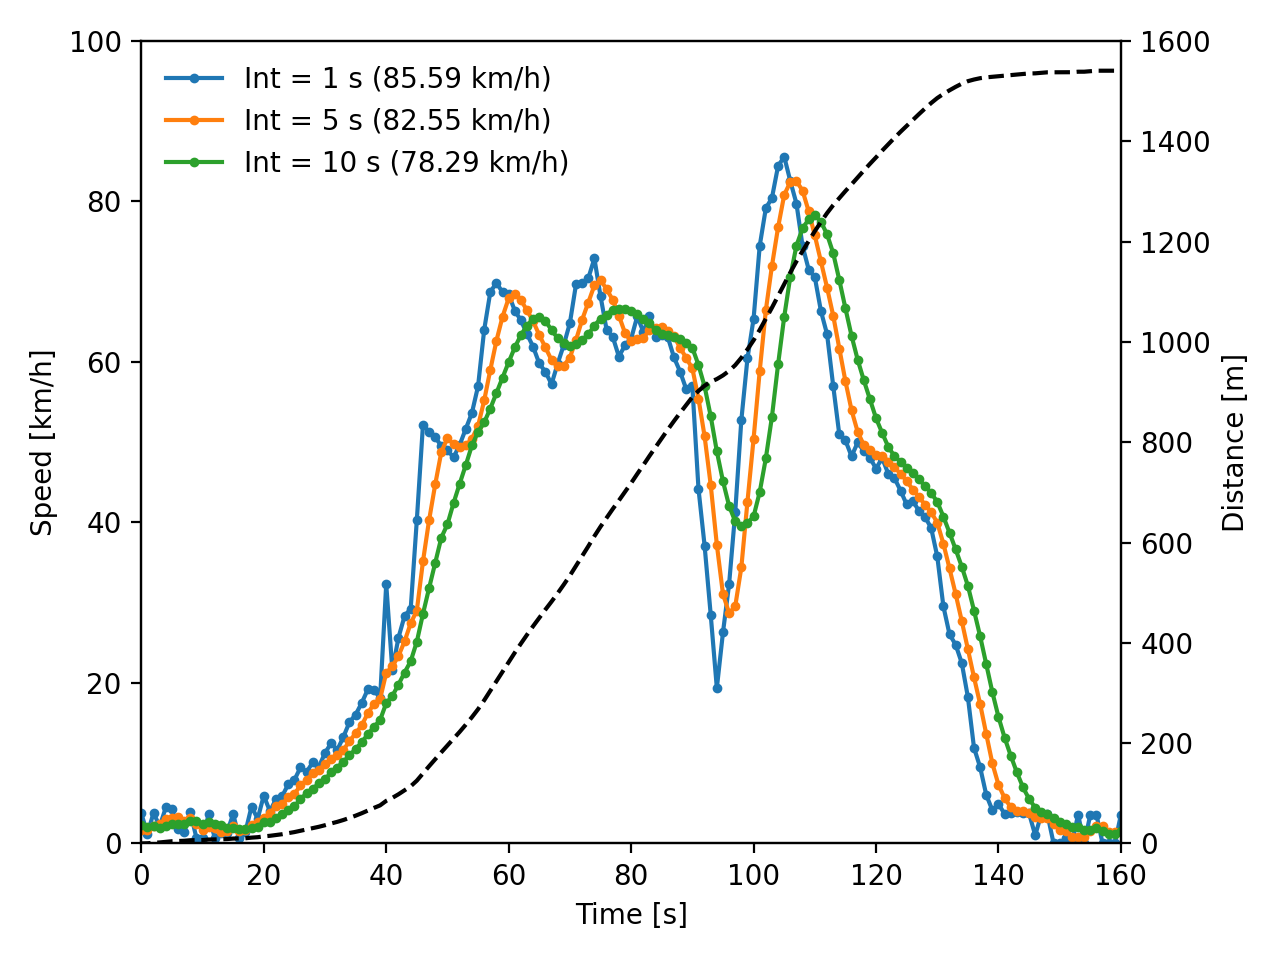 Int = 1 s (85.59 km/h)
Int = 5 s (82.55 km/h)
Int = 10 s (78.29 km/h)
Speed [km/h]
100
80
60
40
20
0
Distance [m]
1600
1400
1200
1000
800
600
400
200
0
0 20 40 60 80 100 120 140 160
Time [s]